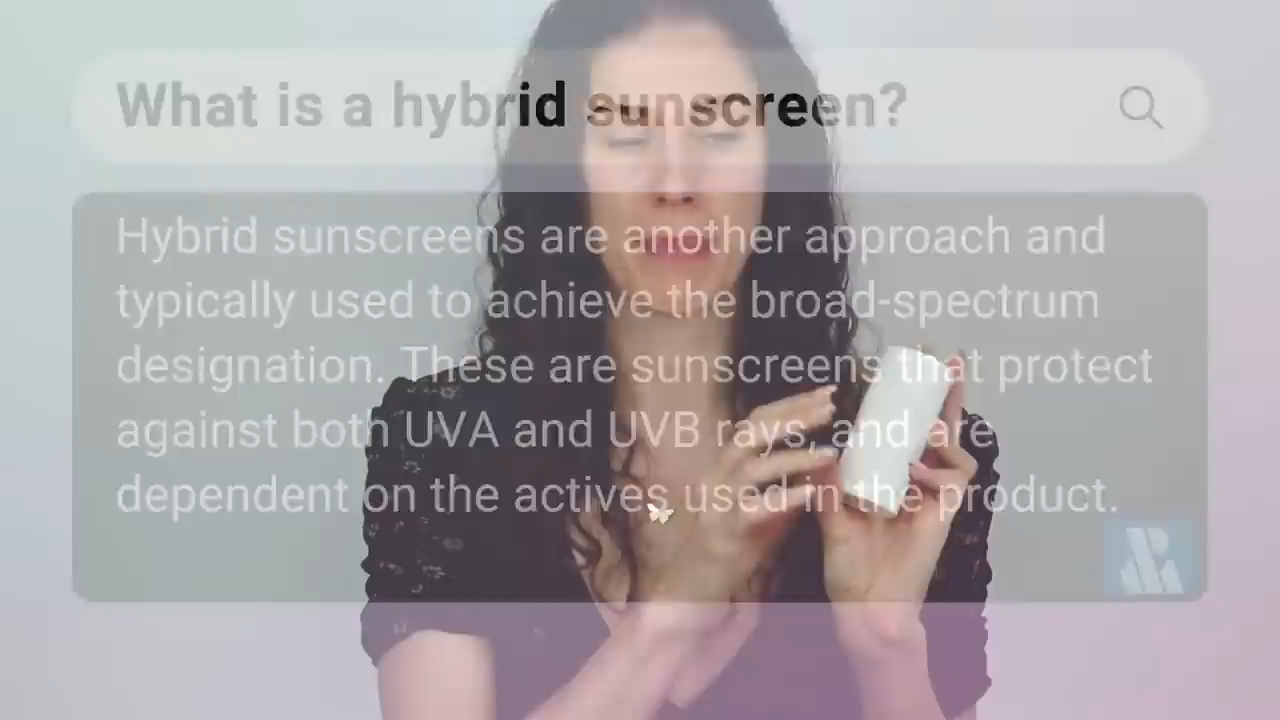 What is a hybrid sunscreen?
Hybrid sunscreens are another approach and
typically used to achieve the broad-spectrum
designation. These are sunscreens that protect
against both UVA and UVB rays, and are
dependent on the actives used in the product.